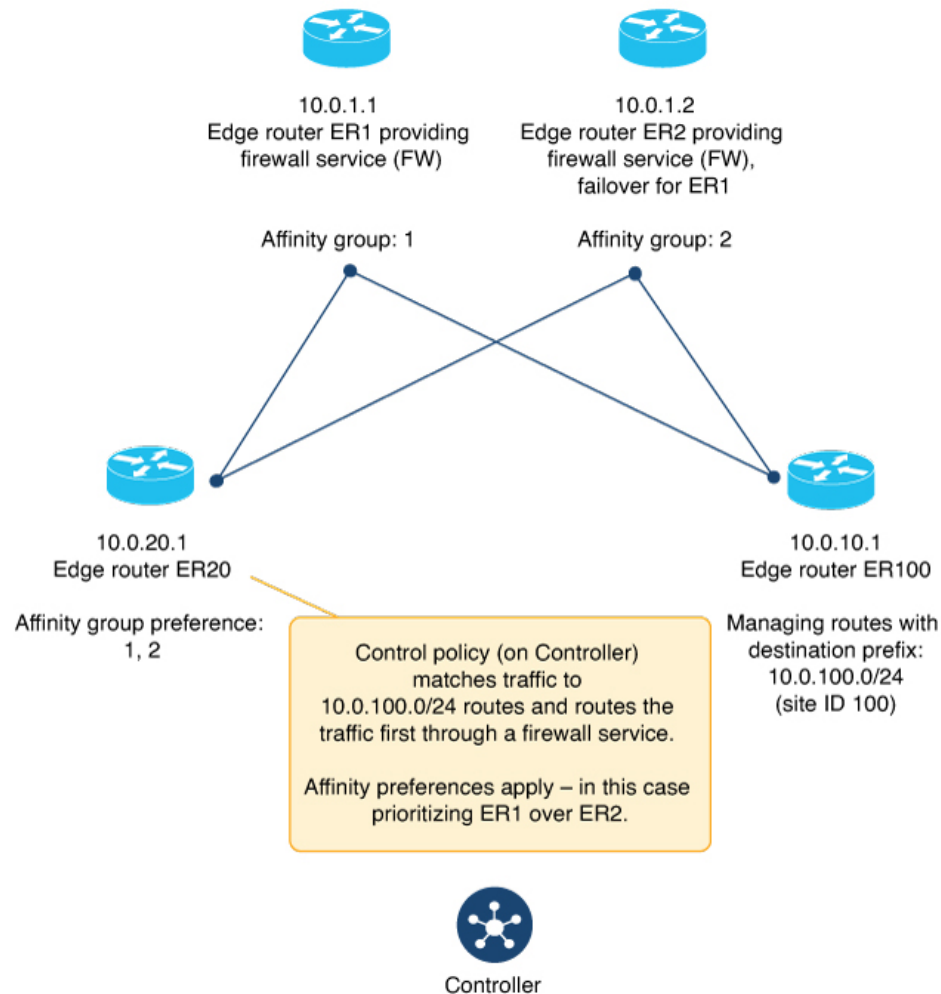 10.0.1.1
Edge router ER1 providing
firewall service (FW)
Affinity group: 1
10.0.1.2
Edge router ER2 providing
firewall service (FW),
failover for ER1
Affinity group: 2
10.0.20.1
Edge router ER20
Affinity group preference:
1, 2
Control policy (on Controller)
matches traffic to
10.0.100.0/24 routes and routes the
traffic first through a firewall service.
Affinity preferences apply – in this case
prioritizing ER1 over ER2.
10.0.10.1
Edge router ER100
Managing routes with
destination prefix:
10.0.100.0/24
(site ID 100)
Controller